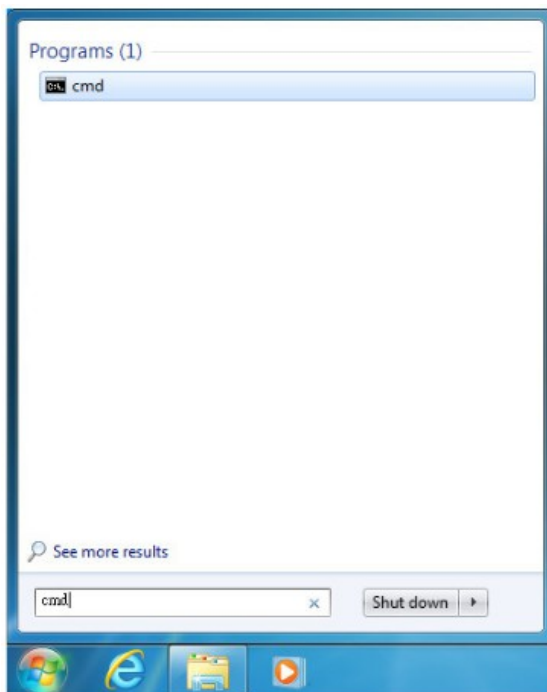 Programs (1)
C:\.
cmd
See more results
cmd
Shut down